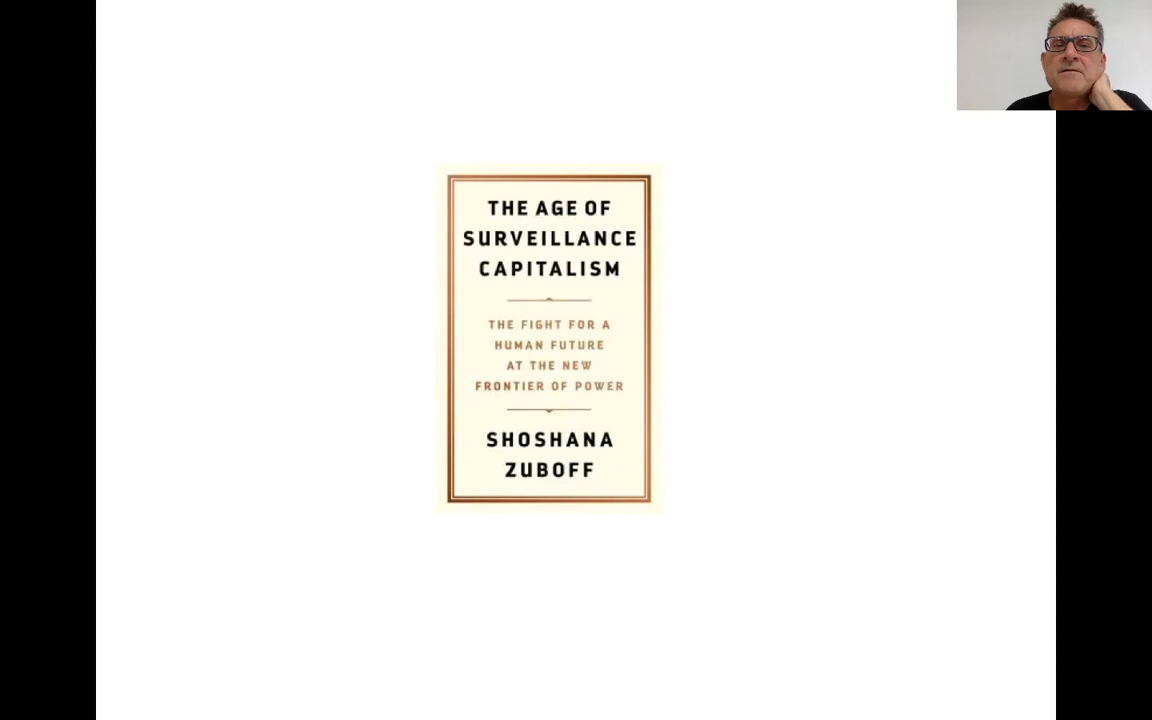 THE AGE OF
SURVEILLANCE
CAPITALISM
THE FIGHT FOR A
HUMAN FUTURE
AT THE NEW
FRONTIER OF POWER
SHOSHANA
ZUBOFF